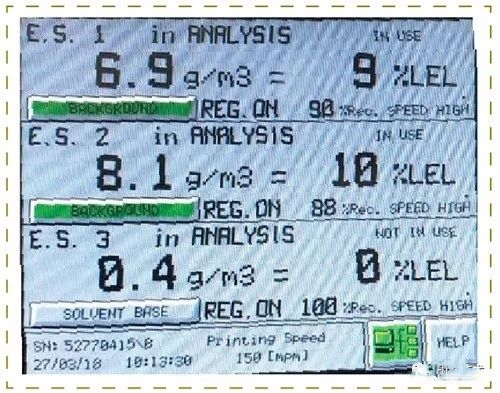 E.S. 1 in ANALYSIS IN USE
6.9 g/m3 = 9 %LEL
BACKGROUND REG.ON 90 %Rec. SPEED HIGH
E.S. 2 in ANALYSIS IN USE
8.1 g/m3 = 10 %LEL
BACKGROUND REG.ON 88 %Rec. SPEED HIGH
E.S. 3 in ANALYSIS NOT IN USE
0.4 g/m3 = 0 %LEL
SOLVENT BASE REG.ON 100 %Rec. SPEED HIGH
SN: 52770415\8 Printing Speed HELP
27/03/18 10:13:30 150 [mpm]